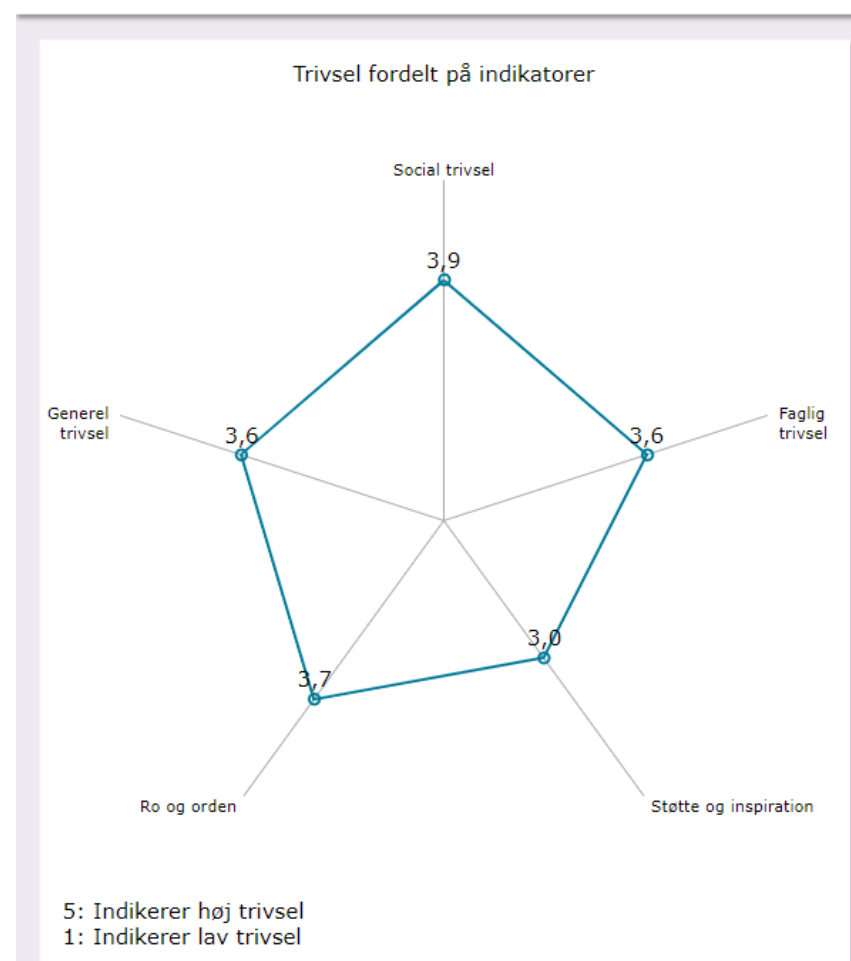 Trivsel fordelt på indikatorer
Social trivsel
3,9
Generel
trivsel
3,6
3,6
Faglig
trivsel
3,0
3,7
Ro og orden
Støtte og inspiration
5: Indikerer høj trivsel
1: Indikerer lav trivsel